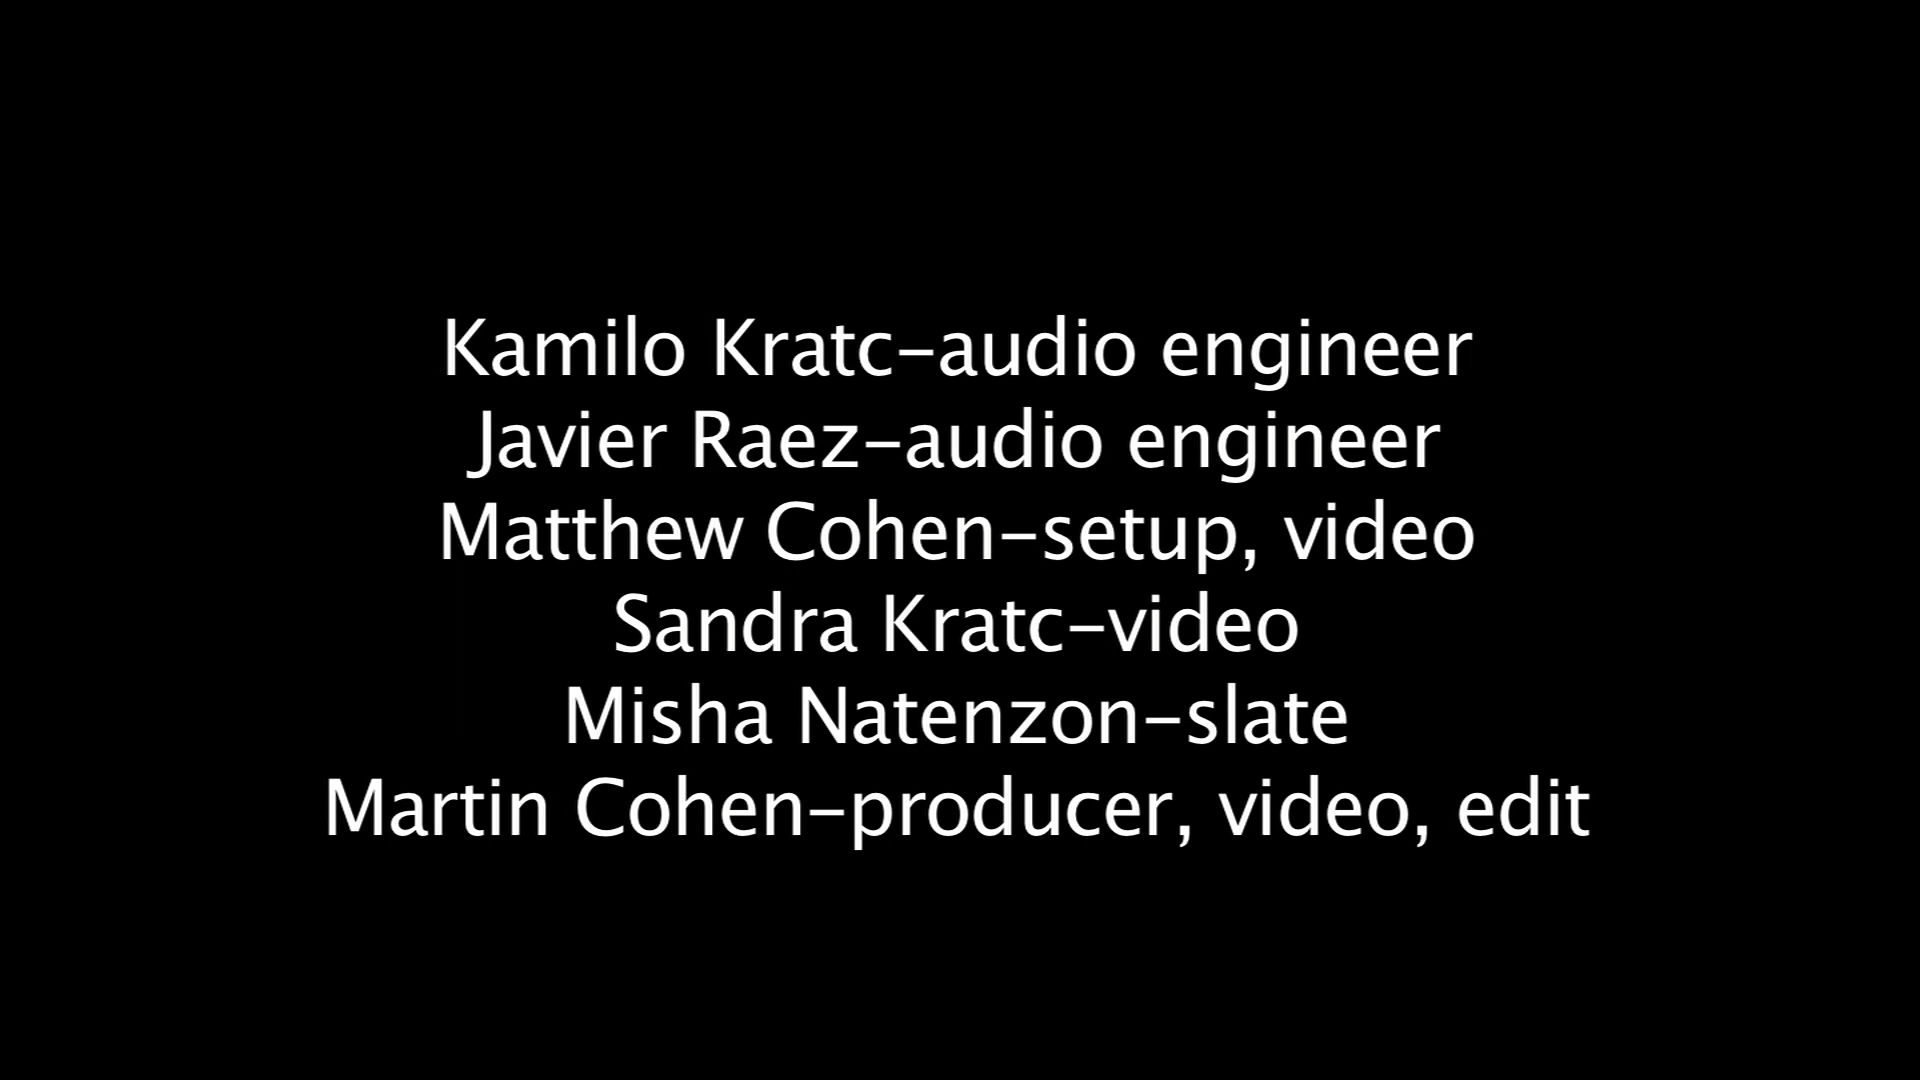 Kamilo Kratc-audio engineer
Javier Raez-audio engineer
Matthew Cohen-setup, video
Sandra Kratc-video
Misha Natenzon-slate
Martin Cohen-producer, video, edit